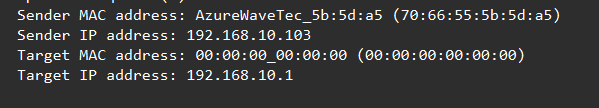 Sender MAC address: AzureWaveTec_5b:5d:a5 (70:66:55:5b:5d:a5)
Sender IP address: 192.168.10.103
Target MAC address: 00:00:00_00:00:00 (00:00:00:00:00:00)
Target IP address: 192.168.10.1